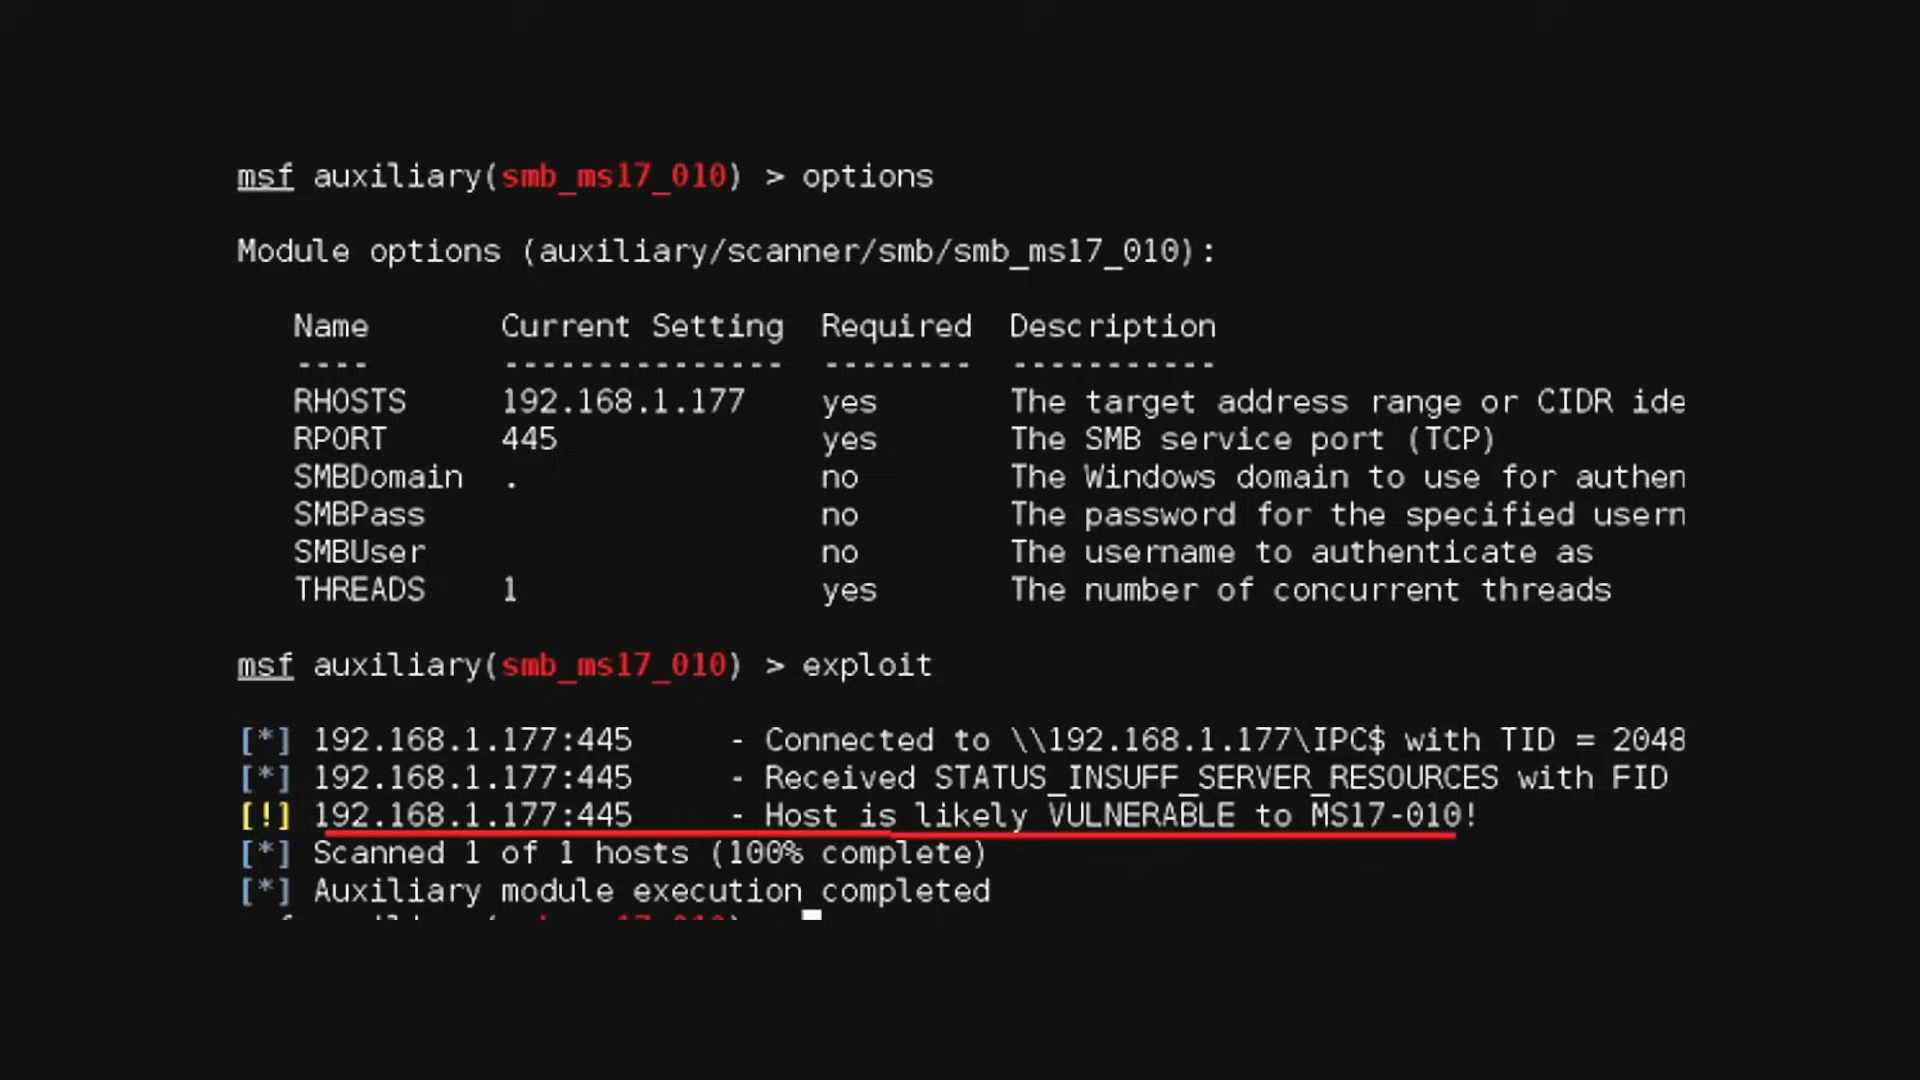 msf auxiliary(smb_ms17_010) > options
Module options (auxiliary/scanner/smb/smb_ms17_010):
Name Current Setting Required Description
---- --------------- -------- -----------
RHOSTS 192.168.1.177 yes The target address range or CIDR ide
RPORT 445 yes The SMB service port (TCP)
SMBDomain . no The Windows domain to use for authen
SMBPass no The password for the specified usern
SMBUser no The username to authenticate as
THREADS 1 yes The number of concurrent threads
msf auxiliary(smb_ms17_010) > exploit
[*] 192.168.1.177:445 - Connected to \\192.168.1.177\IPC$ with TID = 2048
[*] 192.168.1.177:445 - Received STATUS_INSUFF_SERVER_RESOURCES with FID
[!] 192.168.1.177:445 - Host is likely VULNERABLE to MS17-010!
[*] Scanned 1 of 1 hosts (100% complete)
[*] Auxiliary module execution completed